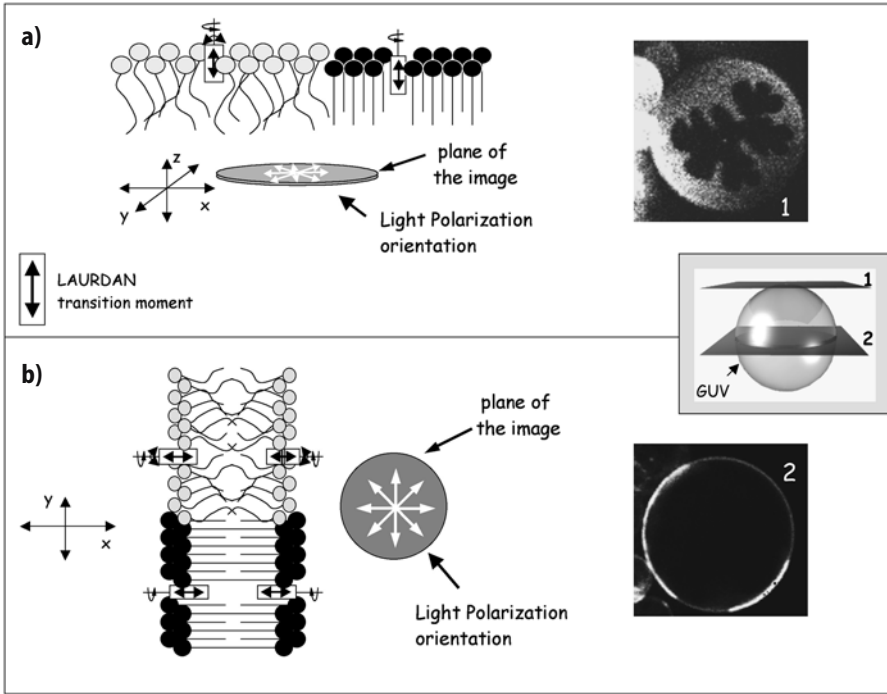 a)
z
y
x
plane of
the image
Light Polarization
orientation
LAURDAN
transition moment
1
1
2
GUV
b)
y
x
plane of
the image
Light Polarization
orientation
2